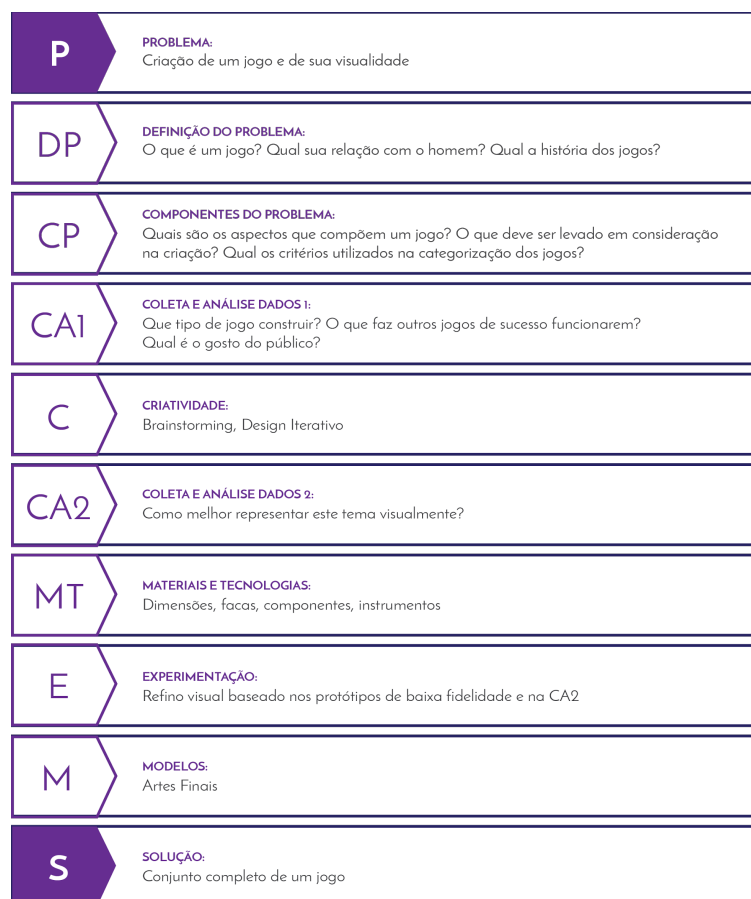 P
PROBLEMA:
Criação de um jogo e de sua visualidade
DP
DEFINIÇÃO DO PROBLEMA:
O que é um jogo? Qual sua relação com o homem? Qual a história dos jogos?
CP
COMPONENTES DO PROBLEMA:
Quais são os aspectos que compõem um jogo? O que deve ser levado em consideração
na criação? Qual os critérios utilizados na categorização dos jogos?
CA1
COLETA E ANÁLISE DADOS 1:
Que tipo de jogo construir? O que faz outros jogos de sucesso funcionarem?
Qual é o gosto do público?
C
CRIATIVIDADE:
Brainstorming, Design Iterativo
CA2
COLETA E ANÁLISE DADOS 2:
Como melhor representar este tema visualmente?
MT
MATERIAIS E TECNOLOGIAS:
Dimensões, facas, componentes, instrumentos
E
EXPERIMENTAÇÃO:
Refino visual baseado nos protótipos de baixa fidelidade e na CA2
M
MODELOS:
Artes Finais
S
SOLUÇÃO:
Conjunto completo de um jogo